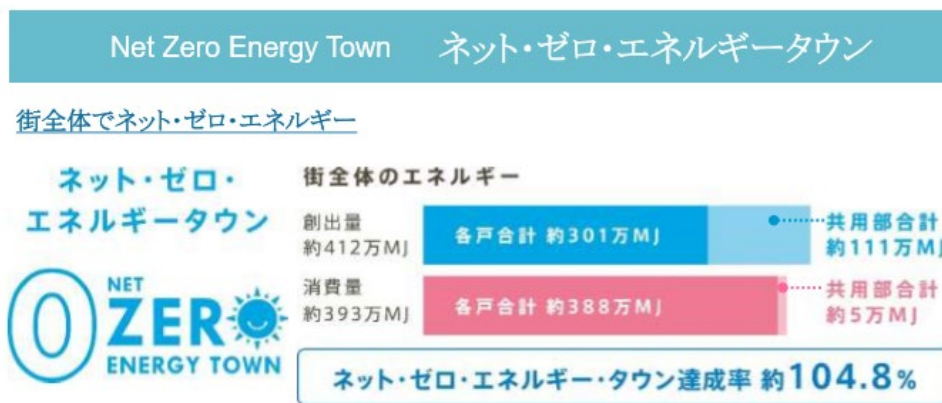 Net Zero Energy Town ネット・ゼロ・エネルギータウン
街全体でネット・ゼロ・エネルギー
ネット・ゼロ・
エネルギータウン
NET
ZERO
ENERGY TOWN
街全体のエネルギー
創出量
約412万MJ
各戸合計 約301万MJ
共用部合計
約111万MJ
消費量
約393万MJ
各戸合計 約388万MJ
共用部合計
約5万MJ
ネット・ゼロ・エネルギー・タウン達成率 約104.8%